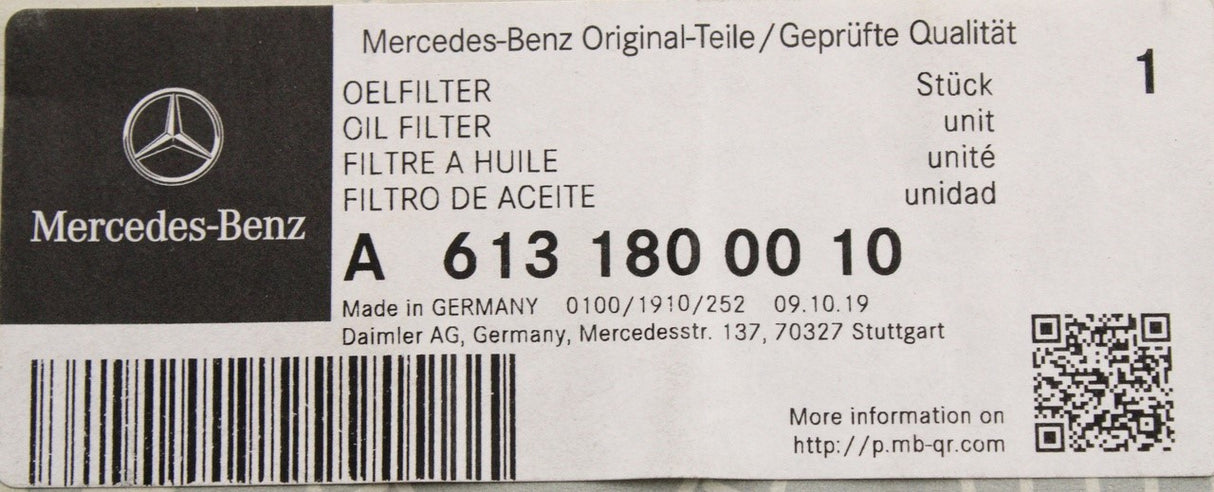 Mercedes-Benz Original-Teile/Geprüfte Qualität
OELFILTER Stück 1
OIL FILTER unit
FILTRE A HUILE unité
FILTRO DE ACEITE unidad
Mercedes-Benz
A 613 180 00 10
Made in GERMANY 0100/1910/252 09.10.19
Daimler AG, Germany, Mercedesstr. 137, 70327 Stuttgart
More information on
http://p.mb-qr.com